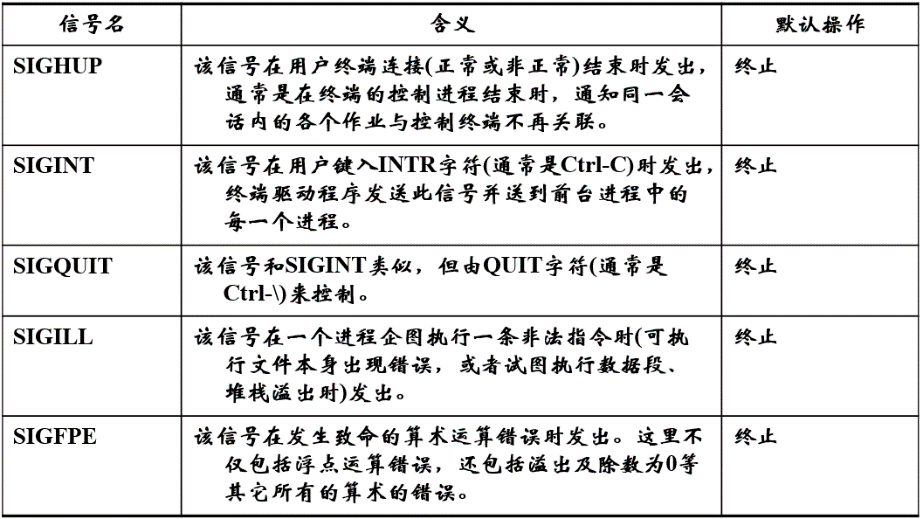 信号名 含义 默认操作
SIGHUP 该信号在用户终端连接(正常或非正常)结束时发出， 终止
通常是在终端的控制进程结束时，通知同一会
话内的各个作业与控制终端不再关联。
SIGINT 该信号在用户键入INTR字符(通常是Ctrl-C)时发出， 终止
终端驱动程序发送此信号并送到前台进程中的
每一个进程。
SIGQUIT 该信号和SIGINT类似，但由QUIT字符(通常是 终止
Ctrl-\)来控制。
SIGILL 该信号在一个进程企图执行一条非法指令时(可执 终止
行文件本身出现错误，或者试图执行数据段、
堆栈溢出时)发出。
SIGFPE 该信号在发生致命的算术运算错误时发出。这里不 终止
仅包括浮点运算错误，还包括溢出及除数为0等
其它所有的算术的错误。